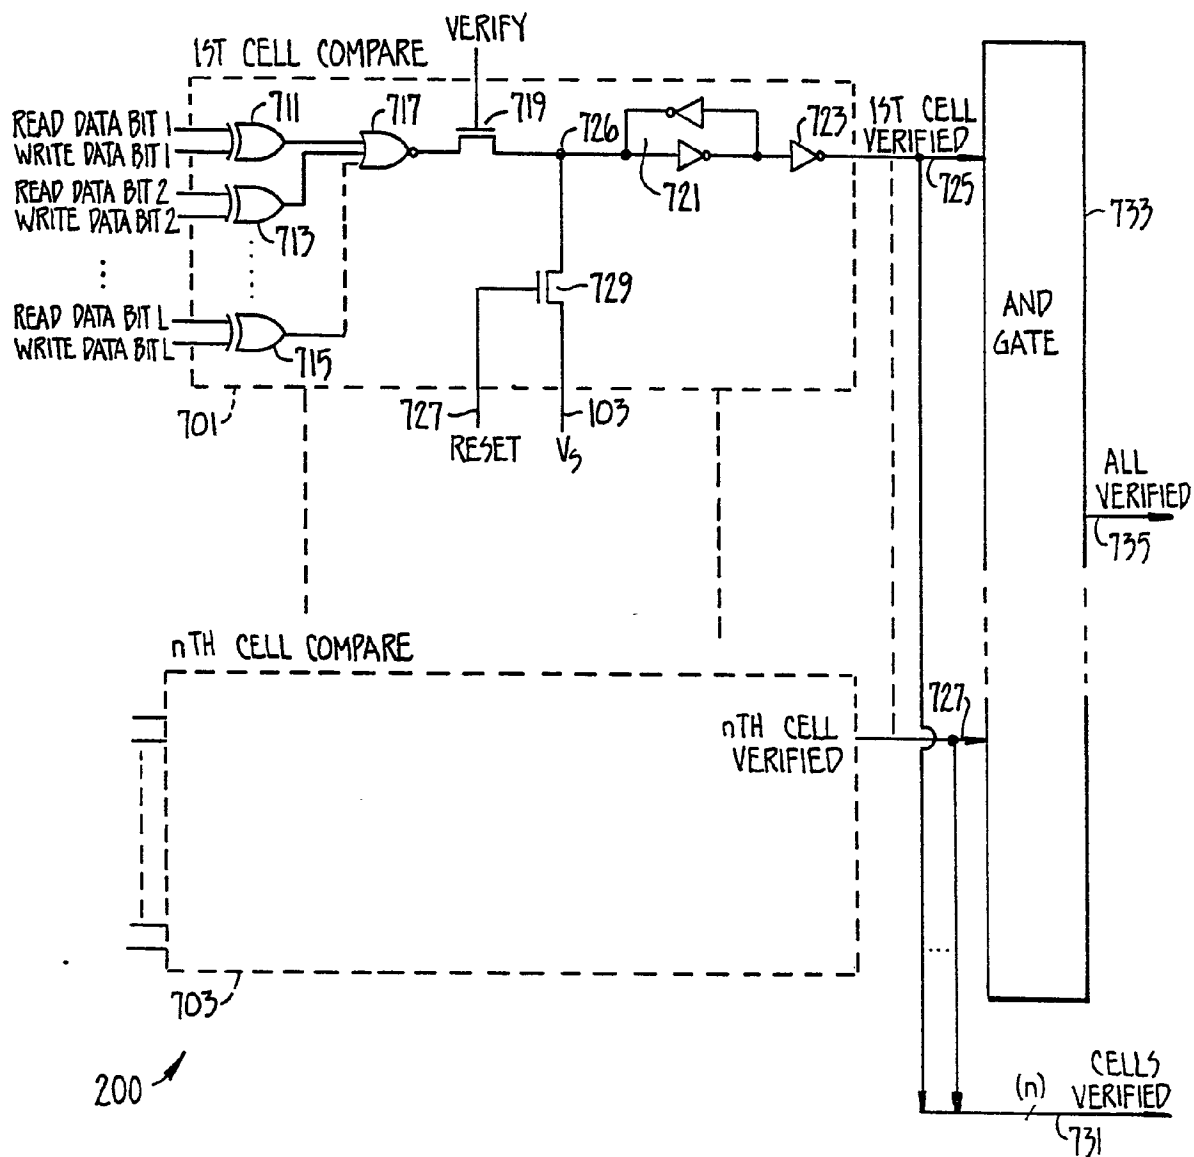 VERIFY
1ST CELL COMPARE
711
717
719
726
723
1ST CELL
VERIFIED
READ DATA BIT 1
WRITE DATA BIT 1
READ DATA BIT 2
WRITE DATA BIT 2
713
721
725
733
729
AND
GATE
READ DATA BIT L
WRITE DATA BIT L
715
701
727
103
RESET
VS
ALL
VERIFIED
735
nTH CELL COMPARE
727
nTH CELL
VERIFIED
703
200
(n)
CELLS
VERIFIED
731